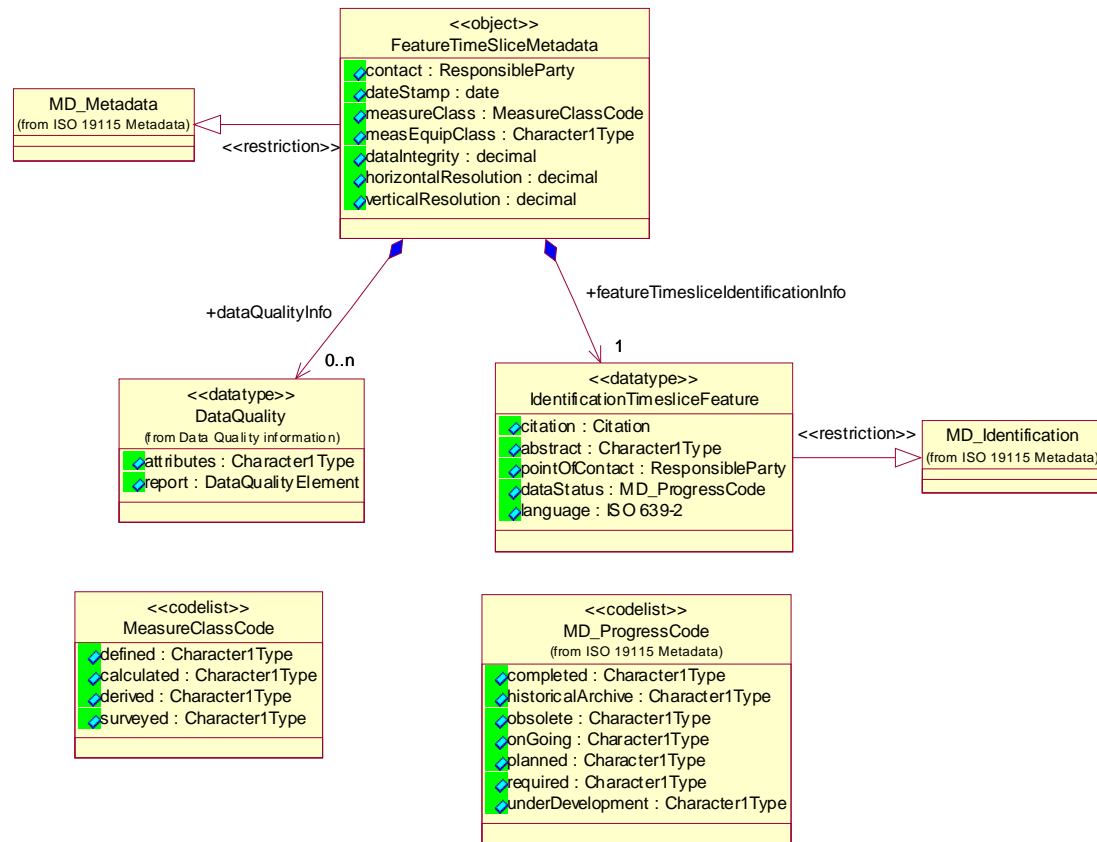 <<object>>
FeatureTimeSliceMetadata
contact : ResponsibleParty
dateStamp : date
measureClass : MeasureClassCode
measEquipClass : Character1Type
dataIntegrity : decimal
horizontalResolution : decimal
verticalResolution : decimal
MD_Metadata
(from ISO 19115 Metadata)
<<restriction>>
+dataQualityInfo
0..n
+featureTimesliceIdentificationInfo
1
<<datatype>>
DataQuality
(from Data Quality information)
attributes : Character1Type
report : DataQualityElement
<<datatype>>
IdentificationTimesliceFeature
citation : Citation
abstract : Character1Type
pointOfContact : ResponsibleParty
dataStatus : MD_ProgressCode
language : ISO 639-2
<<restriction>>
MD_Identification
(from ISO 19115 Metadata)
<<codelist>>
MeasureClassCode
defined : Character1Type
calculated : Character1Type
derived : Character1Type
surveyed : Character1Type
<<codelist>>
MD_ProgressCode
(from ISO 19115 Metadata)
completed : Character1Type
historicalArchive : Character1Type
obsolete : Character1Type
onGoing : Character1Type
planned : Character1Type
required : Character1Type
underDevelopment : Character1Type